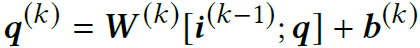 q^{(k)} = W^{(k)}[i^{(k-1)}; q] + b^{(k)}